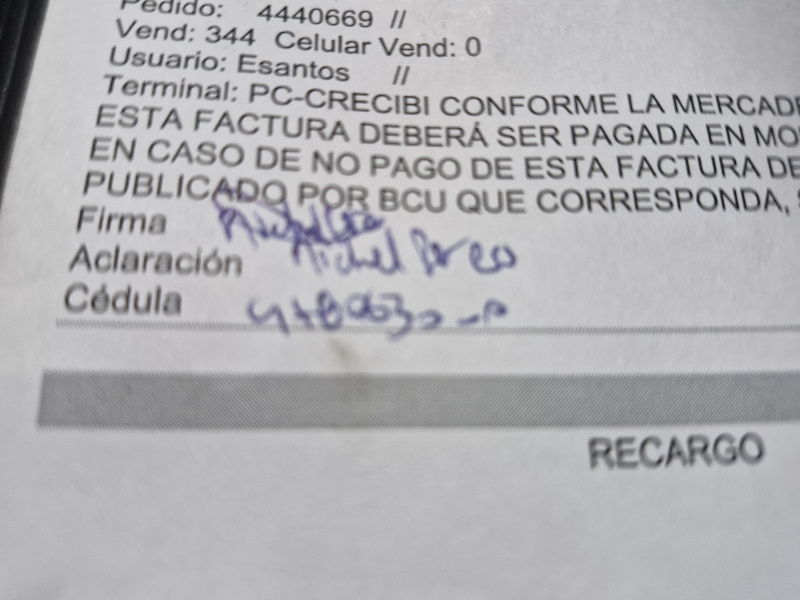 Pedido: 4440669 //
Vend: 344 Celular Vend: 0
Usuario: Esantos //
Terminal: PC-CRECIBI CONFORME LA MERCADE
ESTA FACTURA DEBERÁ SER PAGADA EN MO
EN CASO DE NO PAGO DE ESTA FACTURA DE
PUBLICADO POR BCU QUE CORRESPONDA,
Firma
Aclaración Michel
Cédula
RECARGO